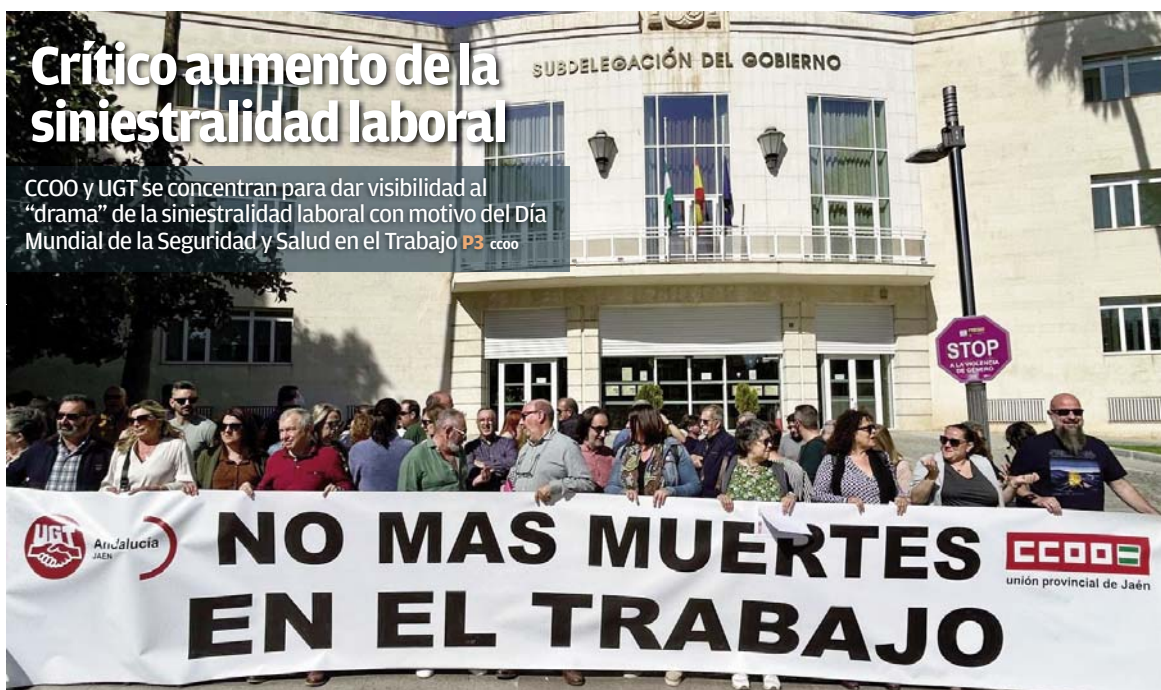 Crítico aumento de la
siniestralidad laboral
CCOO y UGT se concentran para dar visibilidad al
“drama” de la siniestralidad laboral con motivo del Día
Mundial de la Seguridad y Salud en el Trabajo P3 CCOO
SUBDELEGACIÓN DEL GOBIERNO
STOP
A LA VIOLENCIA
DE GÉNERO
UGT
Andalucía
JAÉN
NO MAS MUERTES
EN EL TRABAJO
CCOO
unión provincial de Jaén